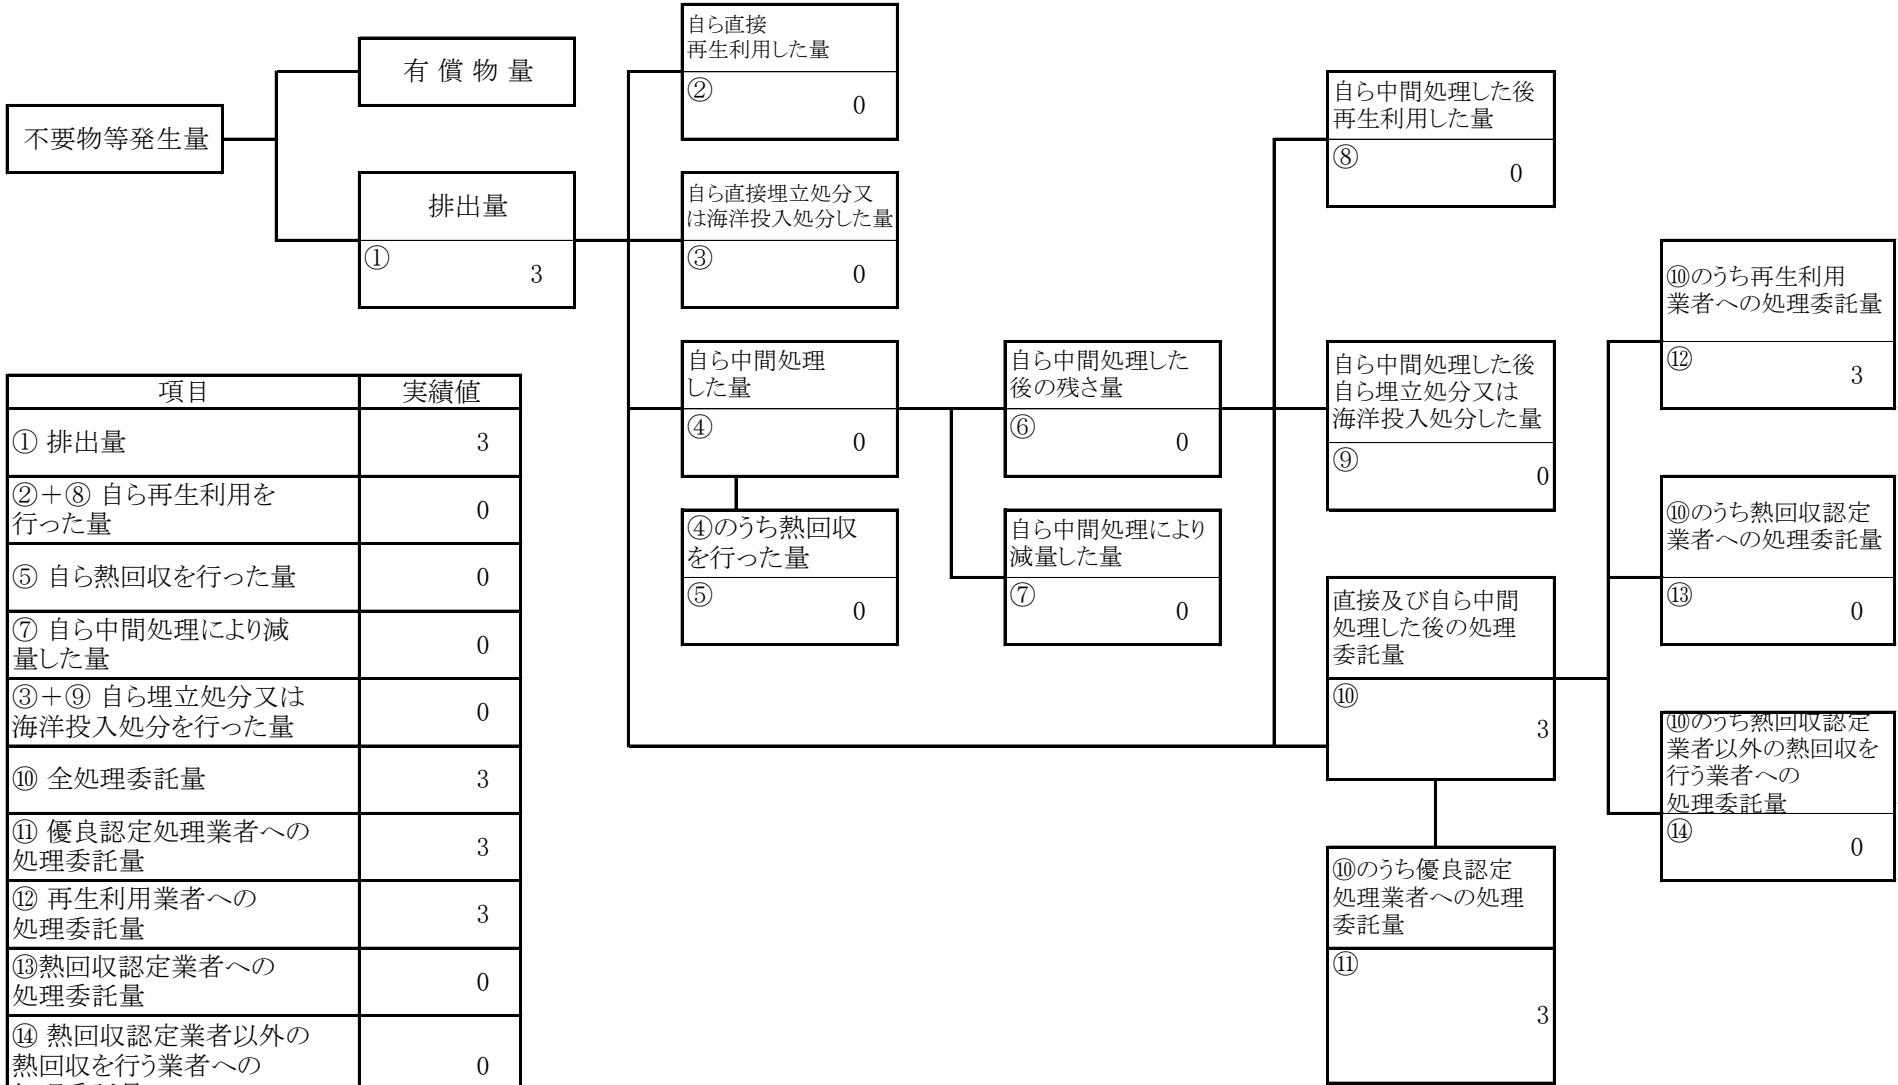 不要物等発生量
有 償 物 量
排出量
①
3
自ら直接
再生利用した量
②
0
自ら直接埋立処分又
は海洋投入処分した量
③
0
自ら中間処理
した量
④
0
④のうち熱回収
を行った量
⑤
0
自ら中間処理した
後の残さ量
⑥
0
自ら中間処理により
減量した量
⑦
0
自ら中間処理した後
再生利用した量
⑧
0
自ら中間処理した後
自ら埋立処分又は
海洋投入処分した量
⑨
0
直接及び自ら中間
処理した後の処理
委託量
⑩
3
⑩のうち優良認定
処理業者への処理
委託量
⑪
3
⑩のうち再生利用
業者への処理委託量
⑫
3
⑩のうち熱回収認定
業者への処理委託量
⑬
0
⑩のうち熱回収認定
業者以外の熱回収を
行う業者への
処理委託量
⑭
0
項目 実績値
① 排出量 3
②+⑧ 自ら再生利用を
行った量
0
⑤ 自ら熱回収を行った量 0
⑦ 自ら中間処理により減
量した量
0
③+⑨ 自ら埋立処分又は
海洋投入処分を行った量
0
⑩ 全処理委託量 3
⑪ 優良認定処理業者への
処理委託量
3
⑫ 再生利用業者への
処理委託量
3
⑬熱回収認定業者への
処理委託量
0
⑭ 熱回収認定業者以外の
熱回収を行う業者への
0